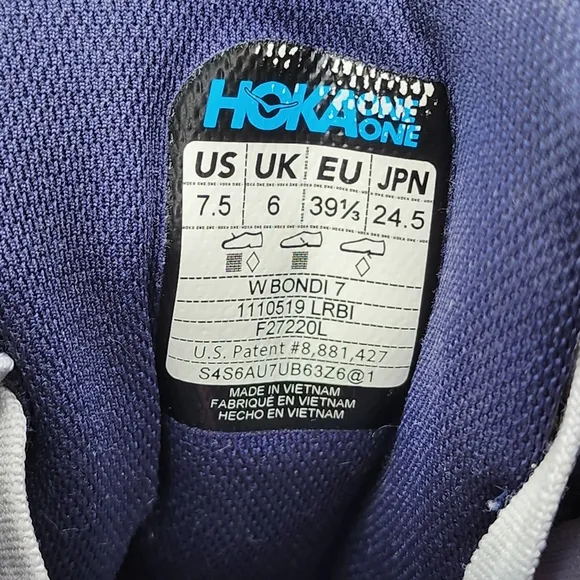 HOKA ONE ONE
US UK EU JPN
7.5 6 39⅓ 24.5
W BONDI 7
1110519 LRBI
F27220L
U.S. Patent #8,881,427
S4S6AU7UB63Z6@1
MADE IN VIETNAM
FABRIQUÉ EN VIETNAM
HECHO EN VIETNAM